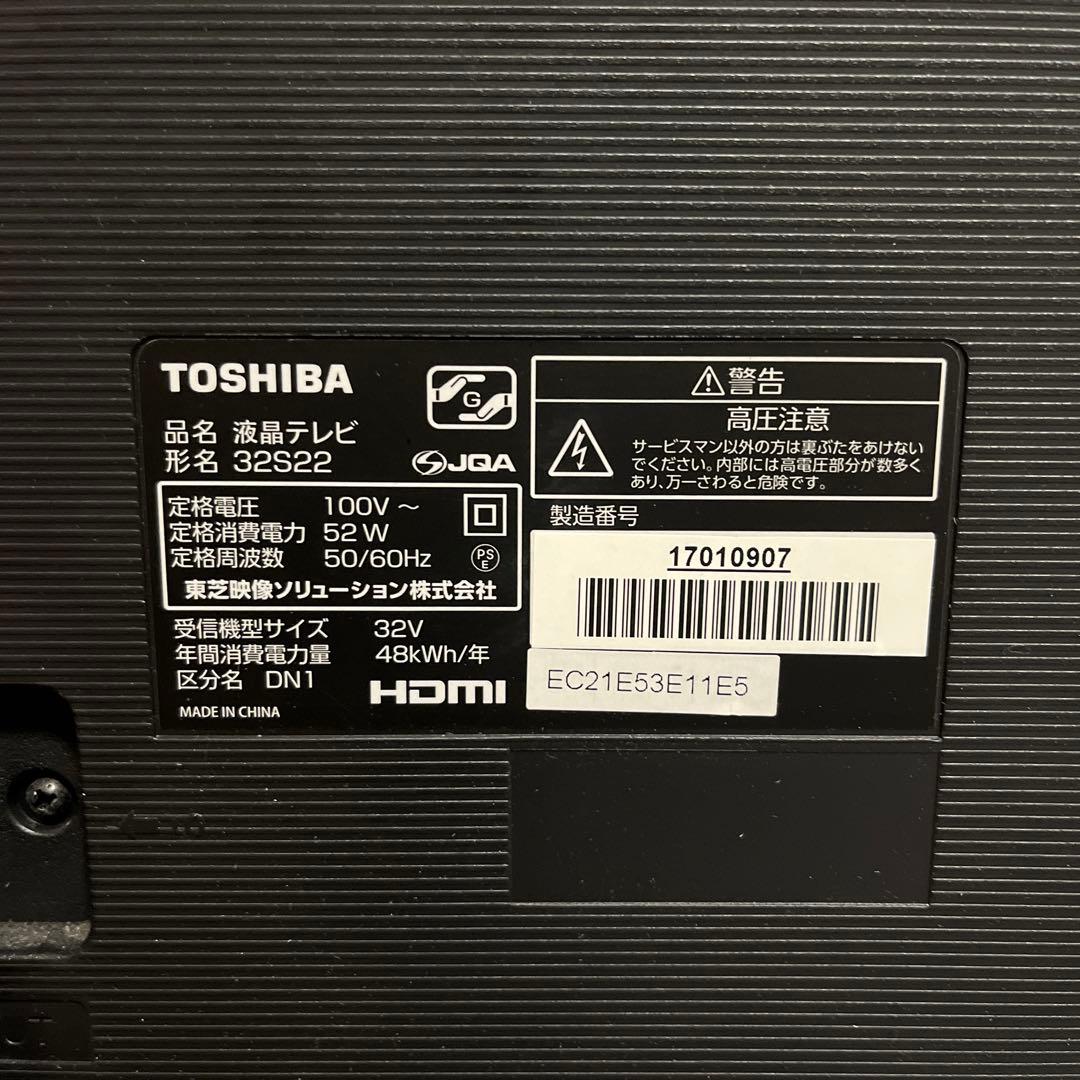 TOSHIBA
品名 液晶テレビ
形名 32S22
G
JQA
定格電圧 100V～
定格消費電力 52W
定格周波数 50/60Hz
PS
E
東芝映像ソリューション株式会社
受信機型サイズ 32V
年間消費電力量 48kWh/年
区分名 DN1
HDMI
MADE IN CHINA
警告
高圧注意
サービスマン以外の方は裏ぶたをあけない
でください。内部には高電圧部分が数多く
あり、万一さわると危険です。
製造番号
17010907
EC21E53E11E5